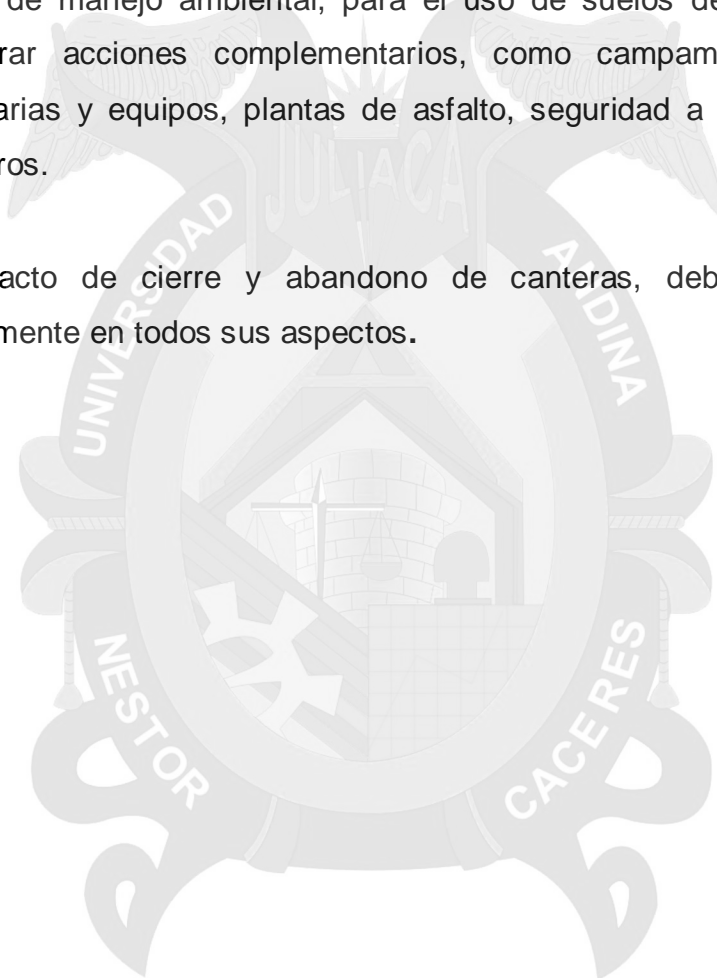 de manejo ambiental, para el uso de suelos de
rar acciones complementarios, como campam
arias y equipos, plantas de asfalto, seguridad a
ros.
acto de cierre y abandono de canteras, deb
mente en todos sus aspectos.
JULIACA
UNIVERSIDAD
ANDINA
NESTOR
CACERES